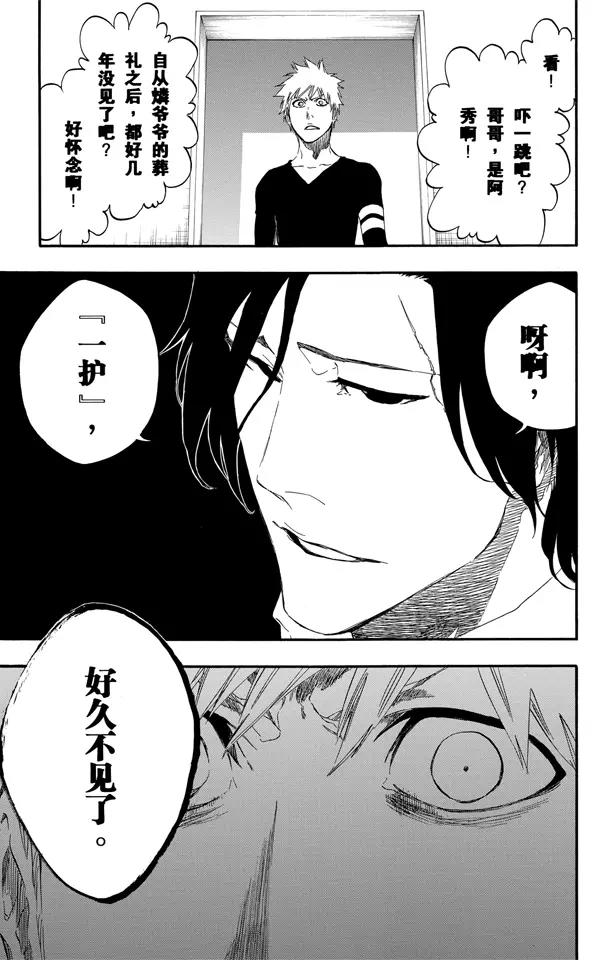 看！
吓一跳吧？
哥哥，是阿
秀啊！
自从燐爷爷的葬
礼之后，都好几
年没见了吧？
好怀念啊！
呀啊，
『一护』，
好久不见了。